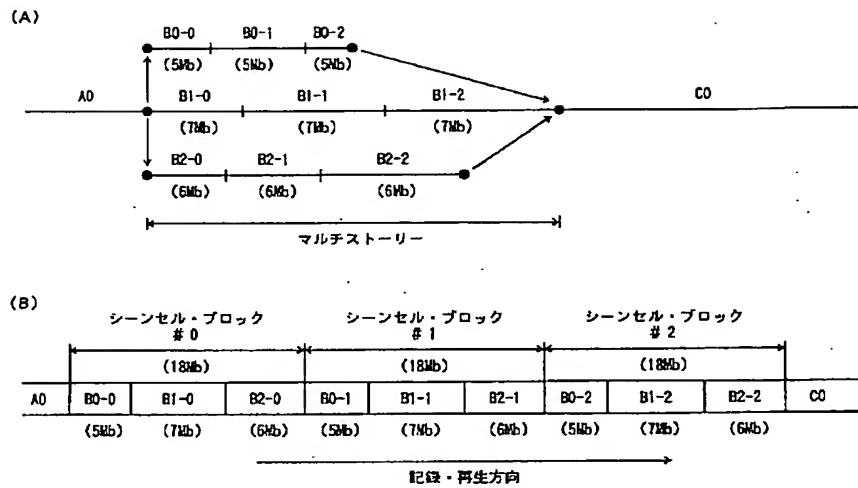 (A)
B0-0 B0-1 B0-2
(5Mb) (5Mb) (5Mb)
A0 B1-0 B1-1 B1-2 C0
(7Mb) (7Mb) (7Mb)
B2-0 B2-1 B2-2
(6Mb) (6Mb) (6Mb)
マルチストーリー
(B)
シーンセル・ブロック シーンセル・ブロック シーンセル・ブロック
#0 #1 #2
(18Mb) (18Mb) (18Mb)
A0 B0-0 B1-0 B2-0 B0-1 B1-1 B2-1 B0-2 B1-2 B2-2 C0
(5Mb) (7Mb) (6Mb) (5Mb) (7Mb) (6Mb) (5Mb) (7Mb) (6Mb)
記録・再生方向